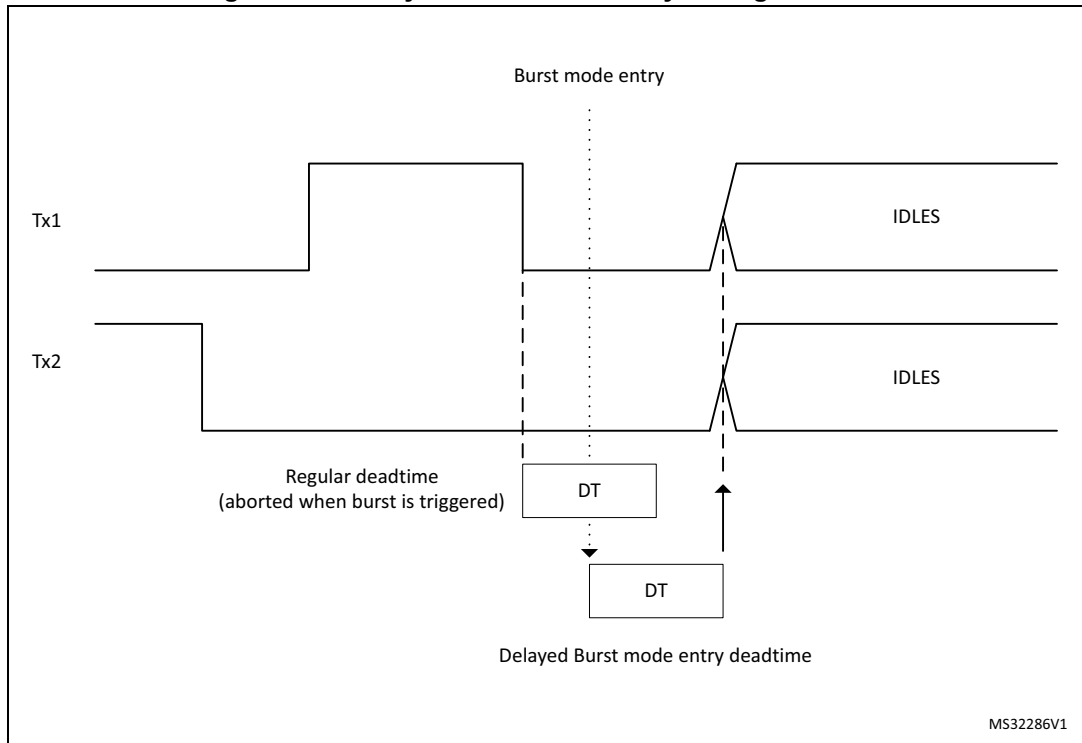 Burst mode entry
Tx1
IDLES
Tx2
IDLES
Regular deadtime
(aborted when burst is triggered)
DT
DT
Delayed Burst mode entry deadtime
MS32286V1